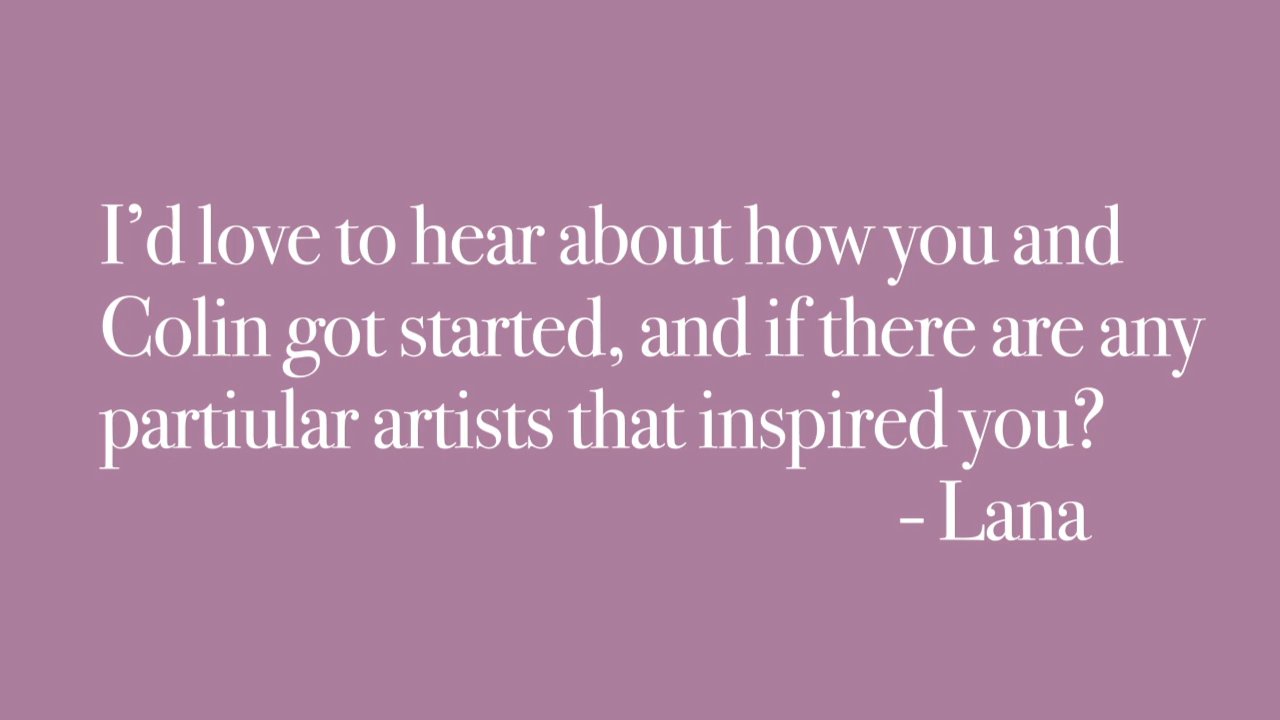 I’d love to hear about how you and
Colin got started, and if there are any
partiular artists that inspired you?
– Lana